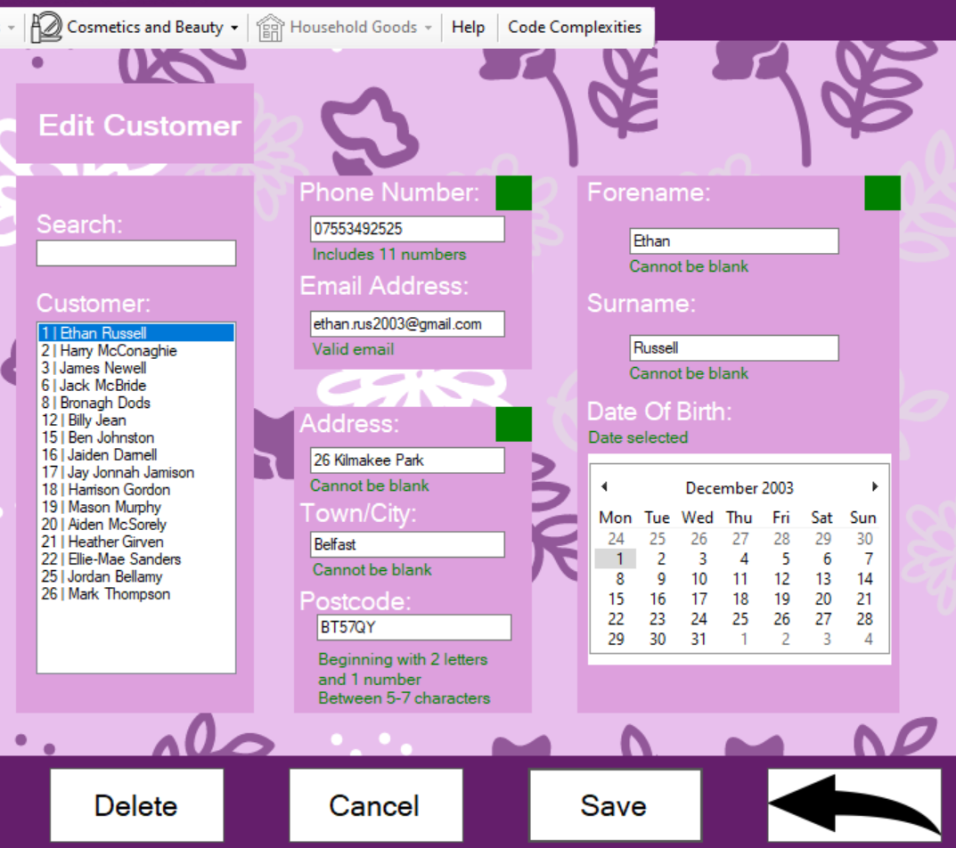 Cosmetics and Beauty
Household Goods
Help
Code Complexities
Edit Customer
Search:
Customer:
1 | Ethan Russell
2 | Harry McConaghie
3 | James Newell
6 | Jack McBride
8 | Bronagh Dods
12 | Billy Jean
15 | Ben Johnston
16 | Jaiden Darnell
17 | Jay Jonnah Jamison
18 | Harrison Gordon
19 | Mason Murphy
20 | Aiden McSorely
21 | Heather Girven
22 | Ellie-Mae Sanders
25 | Jordan Bellamy
26 | Mark Thompson
Phone Number:
07553492525
Includes 11 numbers
Email Address:
ethan.rus2003@gmail.com
Valid email
Address:
26 Kilmakee Park
Cannot be blank
Town/City:
Belfast
Cannot be blank
Postcode:
BT57QY
Beginning with 2 letters
and 1 number
Between 5-7 characters
Forename:
Ethan
Cannot be blank
Surname:
Russell
Cannot be blank
Date Of Birth:
Date selected
December 2003
Mon Tue Wed Thu Fri Sat Sun
24 25 26 27 28 29 30
1 2 3 4 5 6 7
8 9 10 11 12 13 14
15 16 17 18 19 20 21
22 23 24 25 26 27 28
29 30 31 1 2 3 4
Delete
Cancel
Save